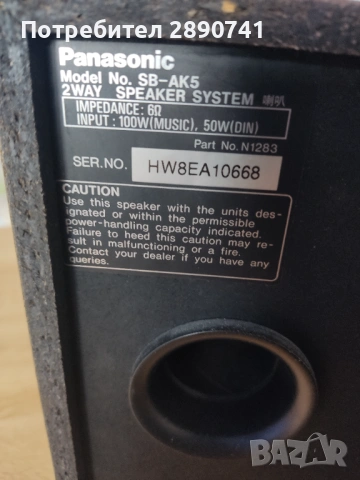 Потребител 2890741
Panasonic
Model No. SB-AK5
2WAY SPEAKER SYSTEM 喇叭
IMPEDANCE: 6Ω
INPUT: 100W(MUSIC), 50W(DIN)
Part No. N1283
SER.NO. HW8EA10668
CAUTION
Use this speaker with the units des-
ignated or within the permissible
power-handling capacity indicated.
Failure to heed this caution may re-
sult in malfunctioning or a fire.
Contact your dealer if you have any
queries.
BAZAR